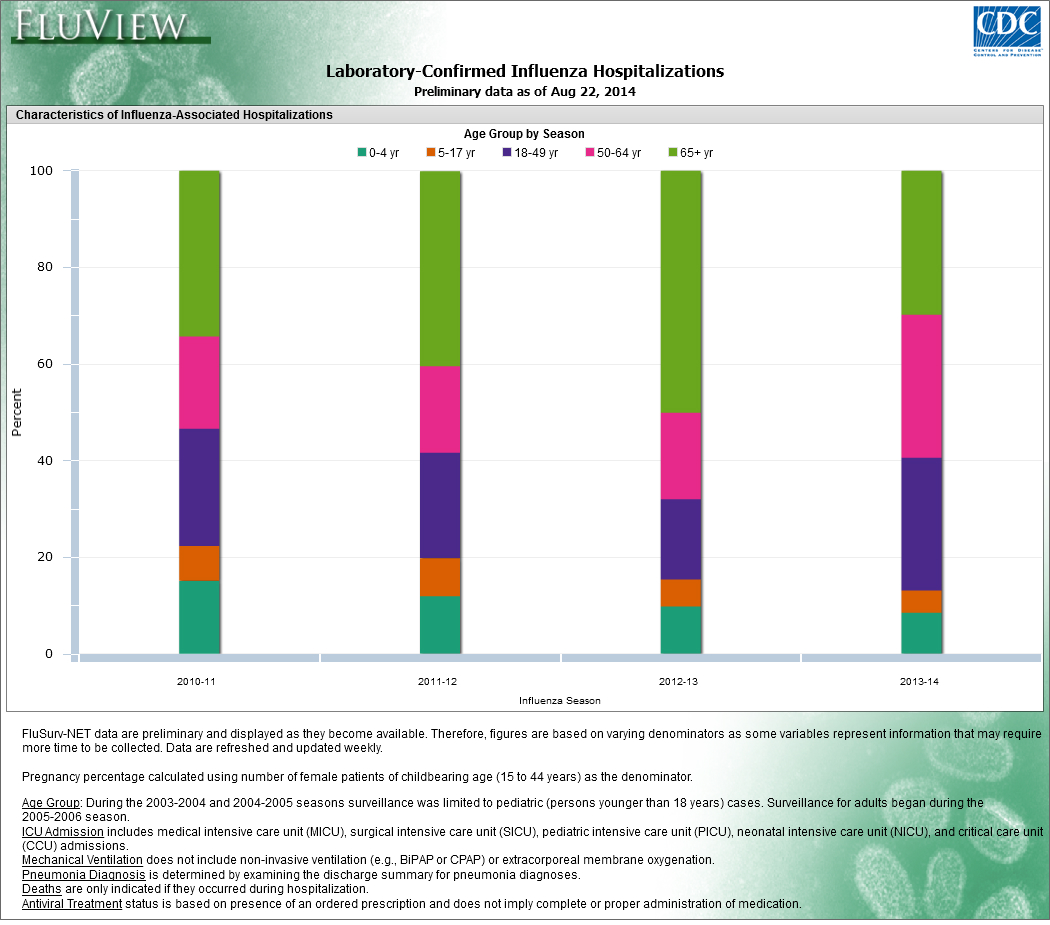 FLUVIEW
CDC
CENTERS FOR DISEASE
CONTROL AND PREVENTION
Laboratory-Confirmed Influenza Hospitalizations
Preliminary data as of Aug 22, 2014
Characteristics of Influenza-Associated Hospitalizations
Age Group by Season
0-4 yr 5-17 yr 18-49 yr 50-64 yr 65+ yr
100
80
60
40
20
0
Percent
2010-11 2011-12 2012-13 2013-14
Influenza Season
FluSurv-NET data are preliminary and displayed as they become available. Therefore, figures are based on varying denominators as some variables represent information that may require
more time to be collected. Data are refreshed and updated weekly.
Pregnancy percentage calculated using number of female patients of childbearing age (15 to 44 years) as the denominator.
Age Group: During the 2003-2004 and 2004-2005 seasons surveillance was limited to pediatric (persons younger than 18 years) cases. Surveillance for adults began during the
2005-2006 season.
ICU Admission includes medical intensive care unit (MICU), surgical intensive care unit (SICU), pediatric intensive care unit (PICU), neonatal intensive care unit (NICU), and critical care unit
(CCU) admissions.
Mechanical Ventilation does not include non-invasive ventilation (e.g., BiPAP or CPAP) or extracorporeal membrane oxygenation.
Pneumonia Diagnosis is determined by examining the discharge summary for pneumonia diagnoses.
Deaths are only indicated if they occurred during hospitalization.
Antiviral Treatment status is based on presence of an ordered prescription and does not imply complete or proper administration of medication.